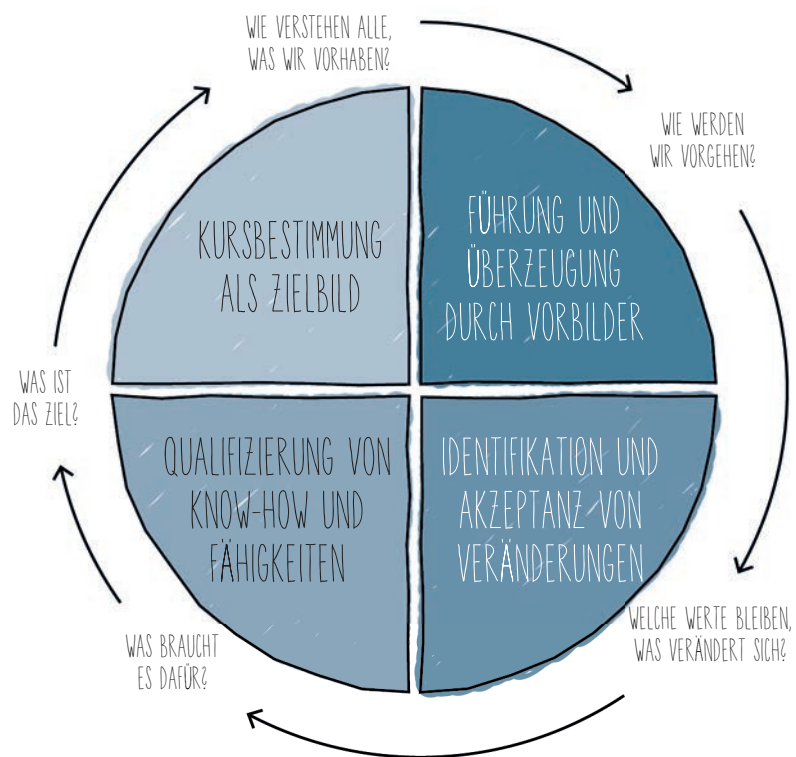 WIE VERSTEHEN ALLE,
WAS WIR VORHABEN?
WIE WERDEN
WIR VORGEHEN?
KURSBESTIMMUNG
ALS ZIELBILD
FÜHRUNG UND
ÜBERZEUGUNG
DURCH VORBILDER
WAS IST
DAS ZIEL?
QUALIFIZIERUNG VON
KNOW-HOW UND
FÄHIGKEITEN
IDENTIFIKATION UND
AKZEPTANZ VON
VERÄNDERUNGEN
WELCHE WERTE BLEIBEN,
WAS VERÄNDERT SICH?
WAS BRAUCHT
ES DAFÜR?